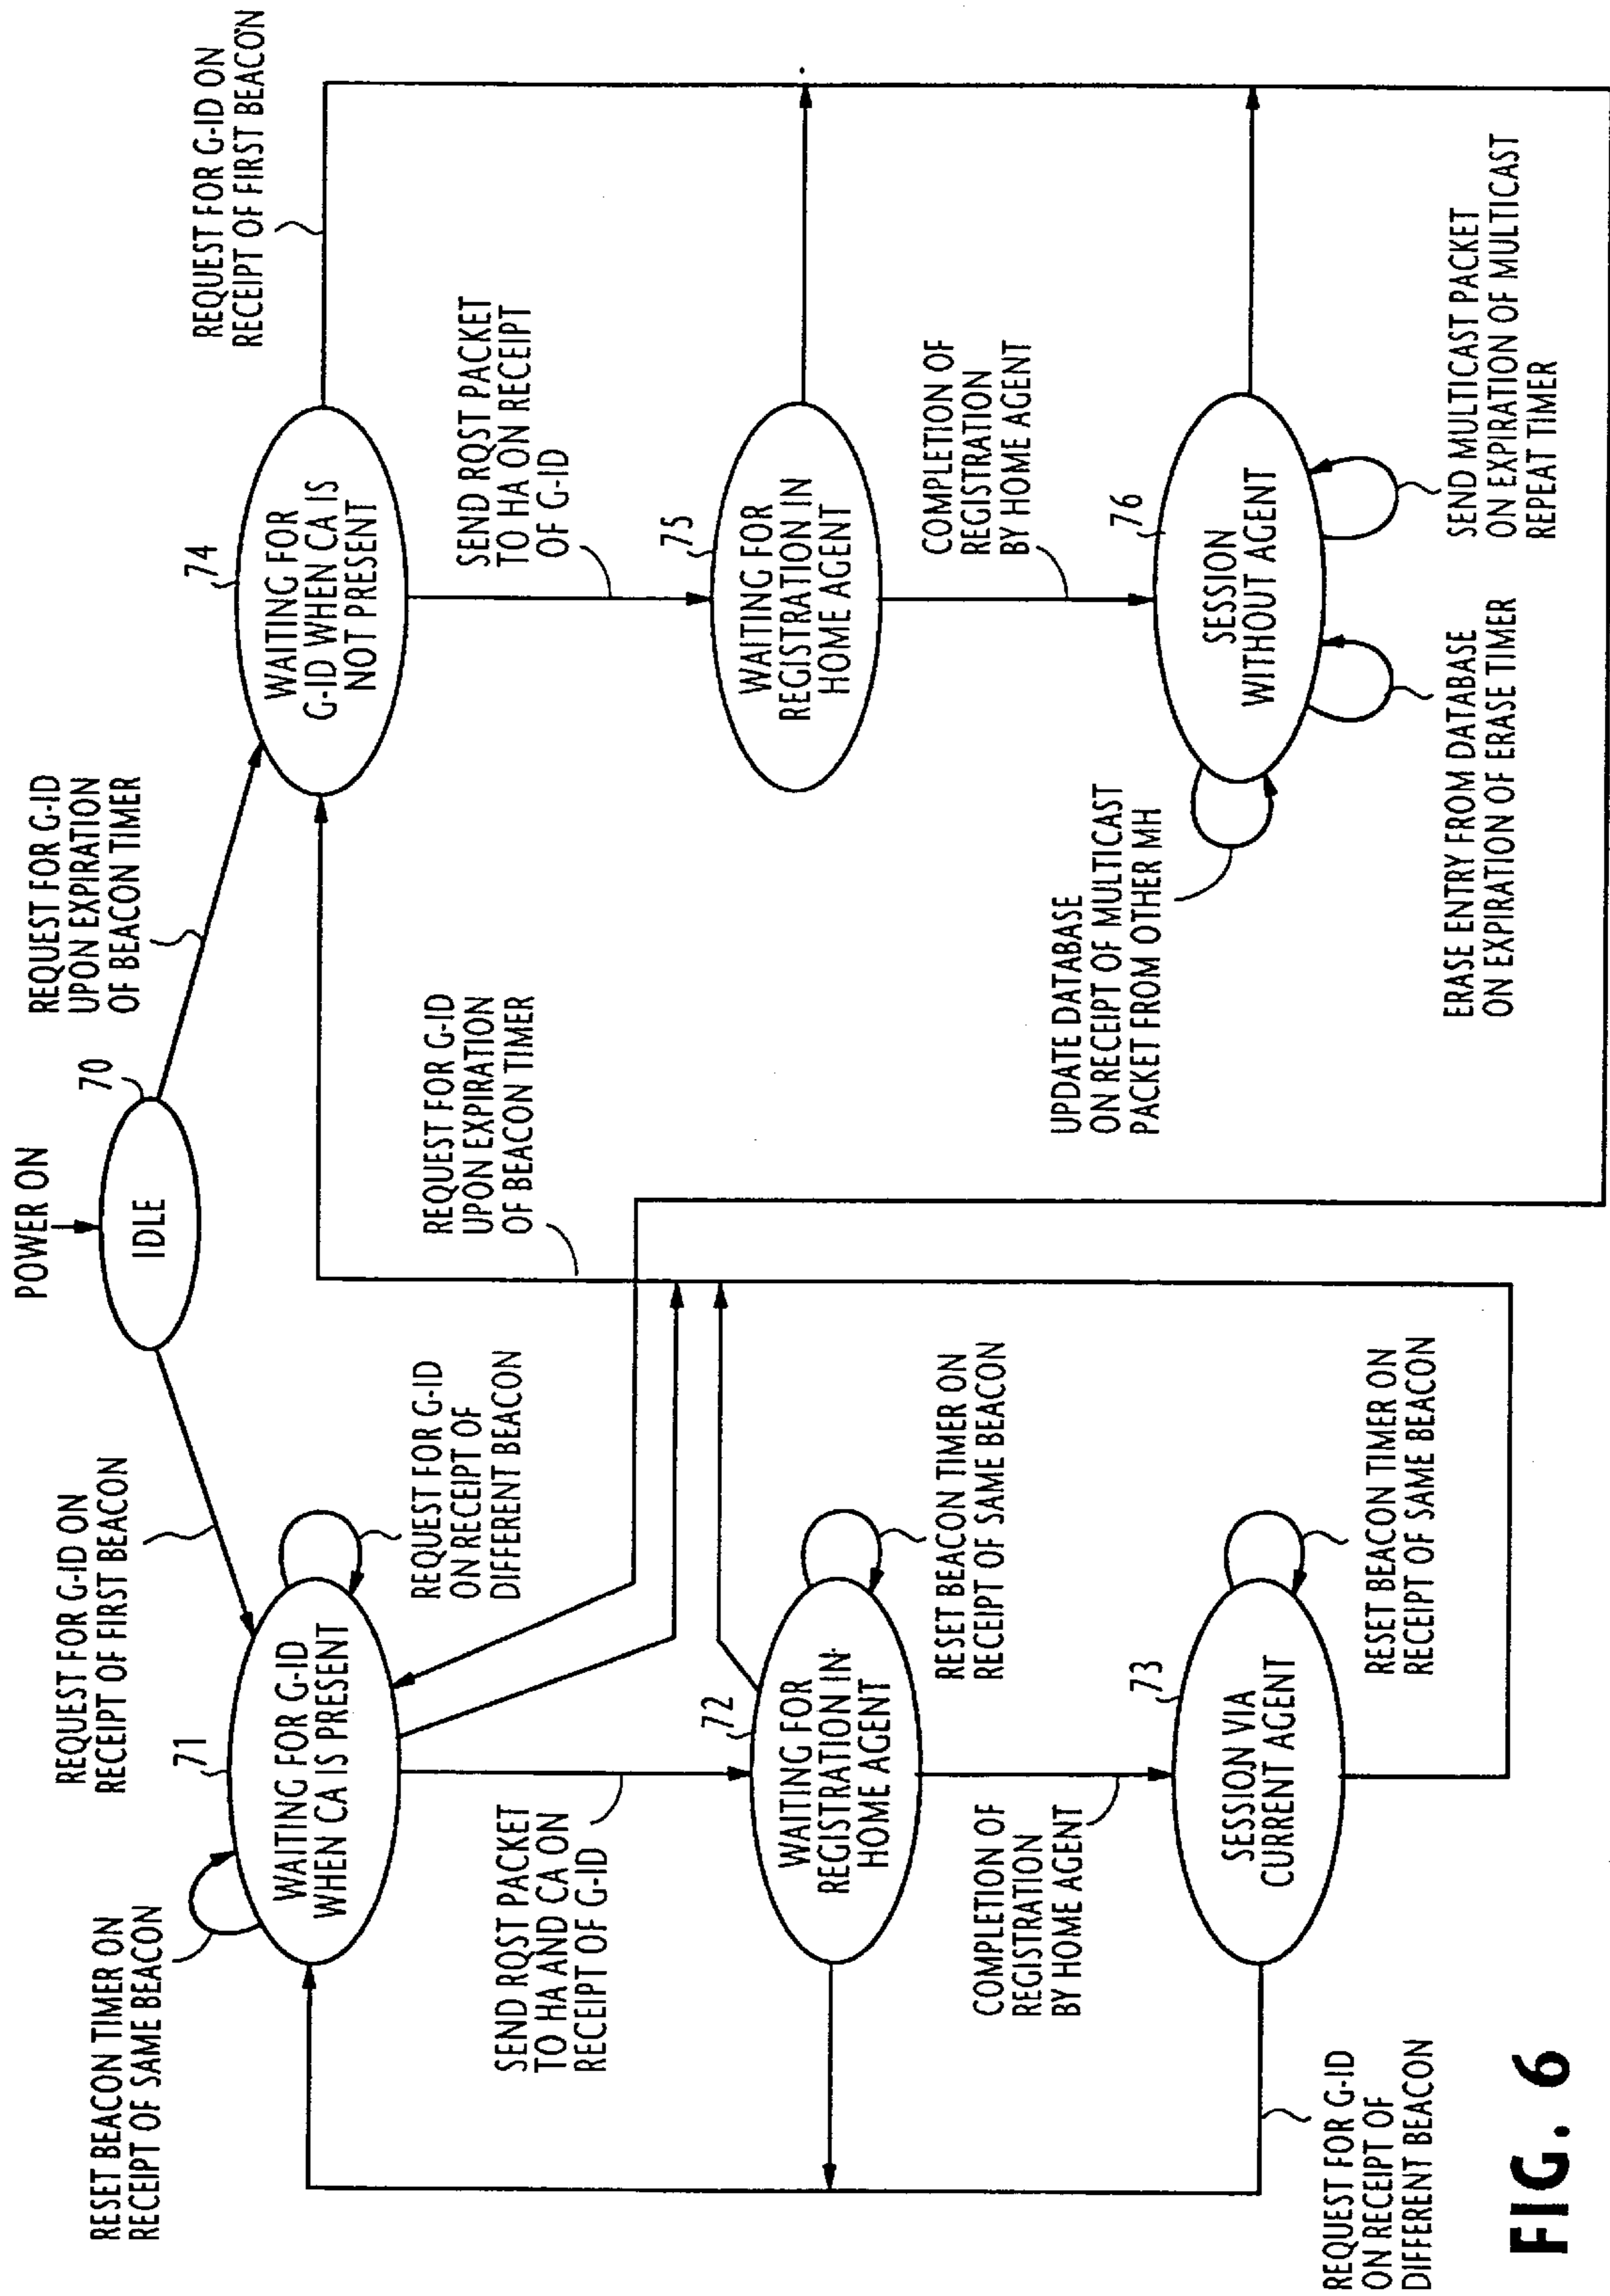 POWER ON
70
IDLE
REQUEST FOR G-ID ON
RECEIPT OF FIRST BEACON
REQUEST FOR G-ID
UPON EXPIRATION
OF BEACON TIMER
RESET BEACON TIMER ON
RECEIPT OF SAME BEACON
71
WAITING FOR G-ID
WHEN CA IS PRESENT
REQUEST FOR G-ID
ON RECEIPT OF
DIFFERENT BEACON
REQUEST FOR G-ID
UPON EXPIRATION
OF BEACON TIMER
74
WAITING FOR
G-ID WHEN CA IS
NOT PRESENT
REQUEST FOR G-ID ON
RECEIPT OF FIRST BEACON
SEND RQST PACKET
TO HA AND CA ON
RECEIPT OF G-ID
SEND RQST PACKET
TO HA ON RECEIPT
OF G-ID
72
WAITING FOR
REGISTRATION IN
HOME AGENT
RESET BEACON TIMER ON
RECEIPT OF SAME BEACON
75
WAITING FOR
REGISTRATION IN
HOME AGENT
COMPLETION OF
REGISTRATION
BY HOME AGENT
COMPLETION OF
REGISTRATION
BY HOME AGENT
73
SESSION VIA
CURRENT AGENT
RESET BEACON TIMER ON
RECEIPT OF SAME BEACON
UPDATE DATABASE
ON RECEIPT OF MULTICAST
PACKET FROM OTHER MH
76
SESSION
WITHOUT AGENT
REQUEST FOR G-ID
ON RECEIPT OF
DIFFERENT BEACON
ERASE ENTRY FROM DATABASE
ON EXPIRATION OF ERASE TIMER
SEND MULTICAST PACKET
ON EXPIRATION OF MULTICAST
REPEAT TIMER
FIG. 6